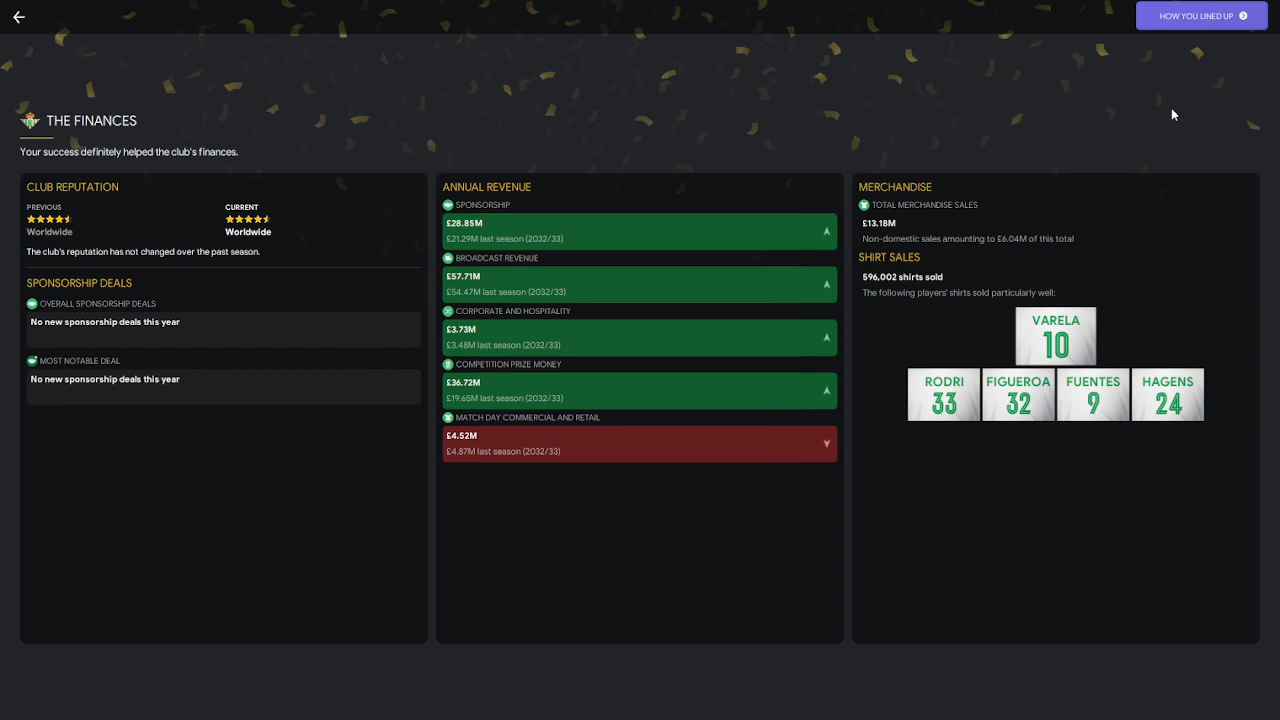 HOW YOU LINED UP
THE FINANCES
Your success definitely helped the club's finances.
CLUB REPUTATION
PREVIOUS
CURRENT
Worldwide
Worldwide
The club's reputation has not changed over the past season.
SPONSORSHIP DEALS
OVERALL SPONSORSHIP DEALS
No new sponsorship deals this year
MOST NOTABLE DEAL
No new sponsorship deals this year
ANNUAL REVENUE
SPONSORSHIP
£28.85M
£21.29M last season (2032/33)
BROADCAST REVENUE
£57.71M
£54.47M last season (2032/33)
CORPORATE AND HOSPITALITY
£3.73M
£3.48M last season (2032/33)
COMPETITION PRIZE MONEY
£36.72M
£19.65M last season (2032/33)
MATCH DAY COMMERCIAL AND RETAIL
£4.52M
£4.87M last season (2032/33)
MERCHANDISE
TOTAL MERCHANDISE SALES
£13.18M
Non-domestic sales amounting to £6.04M of this total
SHIRT SALES
596,002 shirts sold
The following players' shirts sold particularly well:
VARELA
10
RODRI
33
FIGUEROA
32
FUENTES
9
HAGENS
24